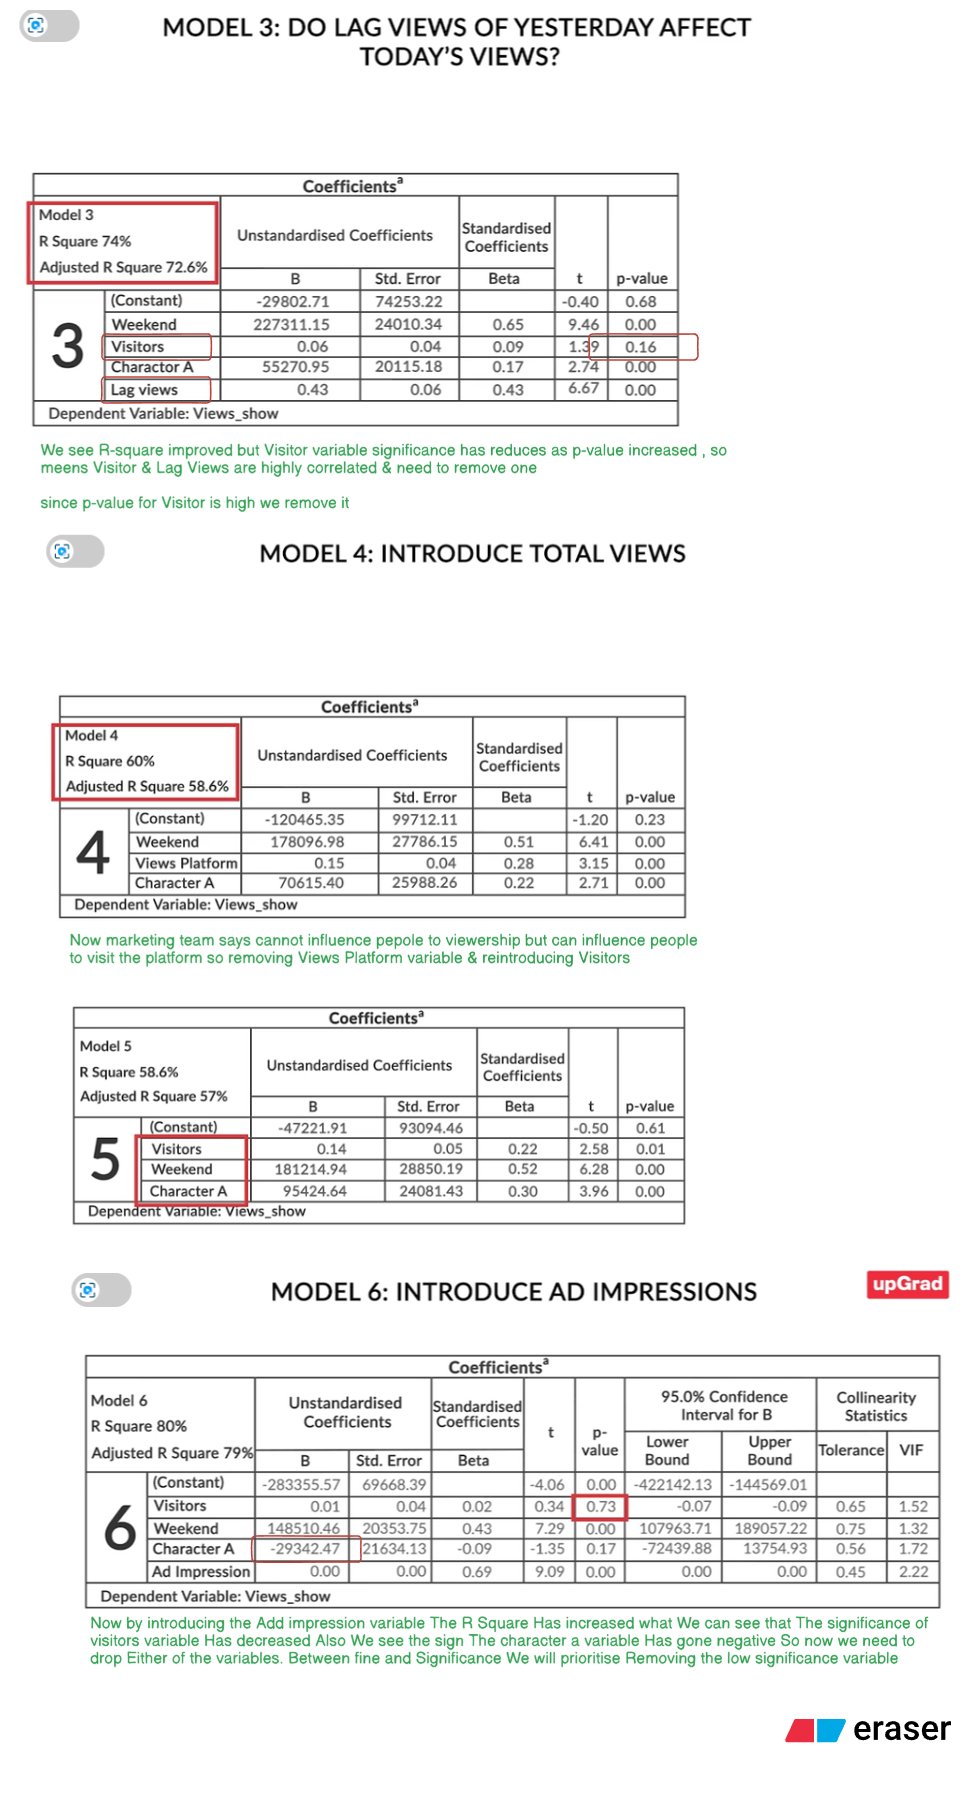 MODEL 3: DO LAG VIEWS OF YESTERDAY AFFECT
TODAY'S VIEWS?
Coefficientsª
Model 3
R Square 74%
Adjusted R Square 72.6%
Unstandardised Coefficients
Standardised
Coefficients
B Std. Error Beta t p-value
3
(Constant) -29802.71 74253.22 -0.40 0.68
Weekend 227311.15 24010.34 0.65 9.46 0.00
Visitors 0.06 0.04 0.09 1.39 0.16
Charactor A 55270.95 20115.18 0.17 2.74 0.00
Lag views 0.43 0.06 0.43 6.67 0.00
Dependent Variable: Views_show
We see R-square improved but Visitor variable significance has reduces as p-value increased , so
meens Visitor & Lag Views are highly correlated & need to remove one
since p-value for Visitor is high we remove it
MODEL 4: INTRODUCE TOTAL VIEWS
Coefficientsª
Model 4
R Square 60%
Adjusted R Square 58.6%
Unstandardised Coefficients
Standardised
Coefficients
B Std. Error Beta t p-value
4
(Constant) -120465.35 99712.11 -1.20 0.23
Weekend 178096.98 27786.15 0.51 6.41 0.00
Views Platform 0.15 0.04 0.28 3.15 0.00
Character A 70615.40 25988.26 0.22 2.71 0.00
Dependent Variable: Views_show
Now marketing team says cannot influence pepole to viewership but can influence people
to visit the platform so removing Views Platform variable & reintroducing Visitors
Coefficientsª
Model 5
R Square 58.6%
Adjusted R Square 57%
Unstandardised Coefficients
Standardised
Coefficients
B Std. Error Beta t p-value
5
(Constant) -47221.91 93094.46 -0.50 0.61
Visitors 0.14 0.05 0.22 2.58 0.01
Weekend 181214.94 28850.19 0.52 6.28 0.00
Character A 95424.64 24081.43 0.30 3.96 0.00
Dependent Variable: Views_show
MODEL 6: INTRODUCE AD IMPRESSIONS
upGrad
Coefficientsª
Model 6
R Square 80%
Adjusted R Square 79%
Unstandardised
Coefficients
Standardised
Coefficients
t
p-
value
95.0% Confidence
Interval for B
Collinearity
Statistics
B Std. Error Beta
Lower
Bound
Upper
Bound
Tolerance VIF
6
(Constant) -283355.57 69668.39 -4.06 0.00 -422142.13 -144569.01
Visitors 0.01 0.04 0.02 0.34 0.73 -0.07 -0.09 0.65 1.52
Weekend 148510.46 20353.75 0.43 7.29 0.00 107963.71 189057.22 0.75 1.32
Character A -29342.47 21634.13 -0.09 -1.35 0.17 -72439.88 13754.93 0.56 1.72
Ad Impression 0.00 0.00 0.69 9.09 0.00 0.00 0.00 0.45 2.22
Dependent Variable: Views_show
Now by introducing the Add impression variable The R Square Has increased what We can see that The significance of
visitors variable Has decreased Also We see the sign The character a variable Has gone negative So now we need to
drop Either of the variables. Between fine and Significance We will prioritise Removing the low significance variable
eraser